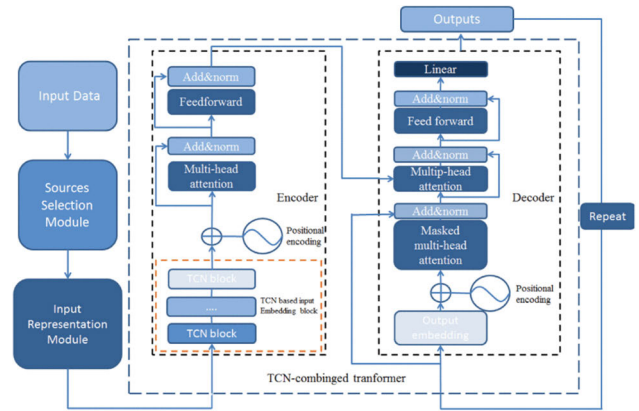 Outputs
Input Data
Sources
Selection
Module
Input
Representation
Module
Add&norm
Feedforward
Add&norm
Multi-head
attention
Encoder
Positional
encoding
TCN block
....
TCN block
TCN based input
Embedding block
Linear
Add&norm
Feed forward
Add&norm
Multip-head
attention
Decoder
Add&norm
Masked
multi-head
attention
Positional
encoding
Output
embedding
Repeat
TCN-combinged tranformer